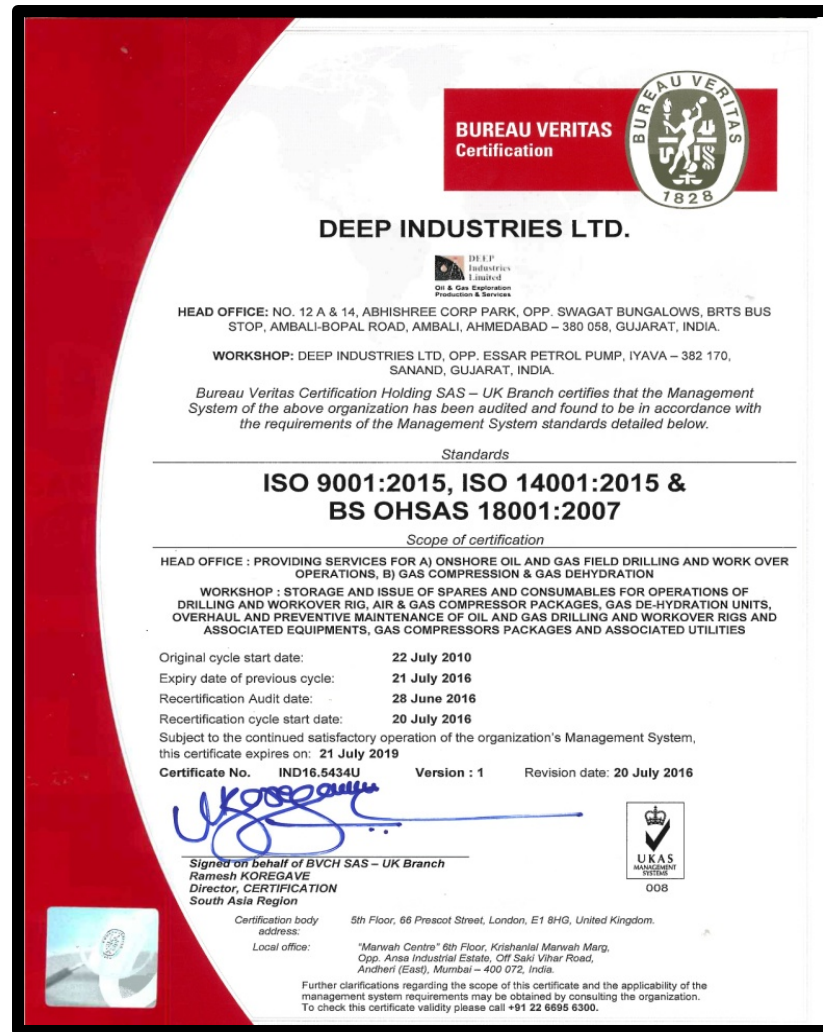 BUREAU VERITAS
Certification
BUREAU VERITAS
1828
DEEP INDUSTRIES LTD.
DEEP
Industries
Limited
Oil & Gas Exploration
Production & Services
HEAD OFFICE: NO. 12 A & 14, ABHISHREE CORP PARK, OPP. SWAGAT BUNGALOWS, BRTS BUS
STOP, AMBALI-BOPAL ROAD, AMBALI, AHMEDABAD – 380 058, GUJARAT, INDIA.
WORKSHOP: DEEP INDUSTRIES LTD, OPP. ESSAR PETROL PUMP, IYAVA – 382 170,
SANAND, GUJARAT, INDIA.
Bureau Veritas Certification Holding SAS – UK Branch certifies that the Management
System of the above organization has been audited and found to be in accordance with
the requirements of the Management System standards detailed below.
Standards
ISO 9001:2015, ISO 14001:2015 &
BS OHSAS 18001:2007
Scope of certification
HEAD OFFICE : PROVIDING SERVICES FOR A) ONSHORE OIL AND GAS FIELD DRILLING AND WORK OVER
OPERATIONS, B) GAS COMPRESSION & GAS DEHYDRATION
WORKSHOP : STORAGE AND ISSUE OF SPARES AND CONSUMABLES FOR OPERATIONS OF
DRILLING AND WORKOVER RIG, AIR & GAS COMPRESSOR PACKAGES, GAS DE-HYDRATION UNITS,
OVERHAUL AND PREVENTIVE MAINTENANCE OF OIL AND GAS DRILLING AND WORKOVER RIGS AND
ASSOCIATED EQUIPMENTS, GAS COMPRESSORS PACKAGES AND ASSOCIATED UTILITIES
Original cycle start date: 22 July 2010
Expiry date of previous cycle: 21 July 2016
Recertification Audit date: 28 June 2016
Recertification cycle start date: 20 July 2016
Subject to the continued satisfactory operation of the organization's Management System,
this certificate expires on: 21 July 2019
Certificate No. IND16.5434U Version : 1 Revision date: 20 July 2016
Signed on behalf of BVCH SAS – UK Branch
Ramesh KOREGAVE
Director, CERTIFICATION
South Asia Region
UKAS
MANAGEMENT
SYSTEMS
008
Certification body address: 5th Floor, 66 Prescot Street, London, E1 8HG, United Kingdom.
Local office: "Marwah Centre" 6th Floor, Krishanlal Marwah Marg,
Opp. Ansa Industrial Estate, Off Saki Vihar Road,
Andheri (East), Mumbai – 400 072, India.
Further clarifications regarding the scope of this certificate and the applicability of the
management system requirements may be obtained by consulting the organization.
To check this certificate validity please call +91 22 6695 6300.